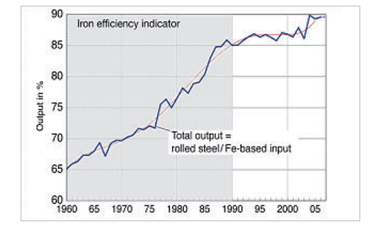 90
Iron efficiency indicator
85
80
75
70
65
60
Output in %
Total output =
rolled steel/Fe-based input
1960 65 1970 75 1980 85 1990 95 2000 05